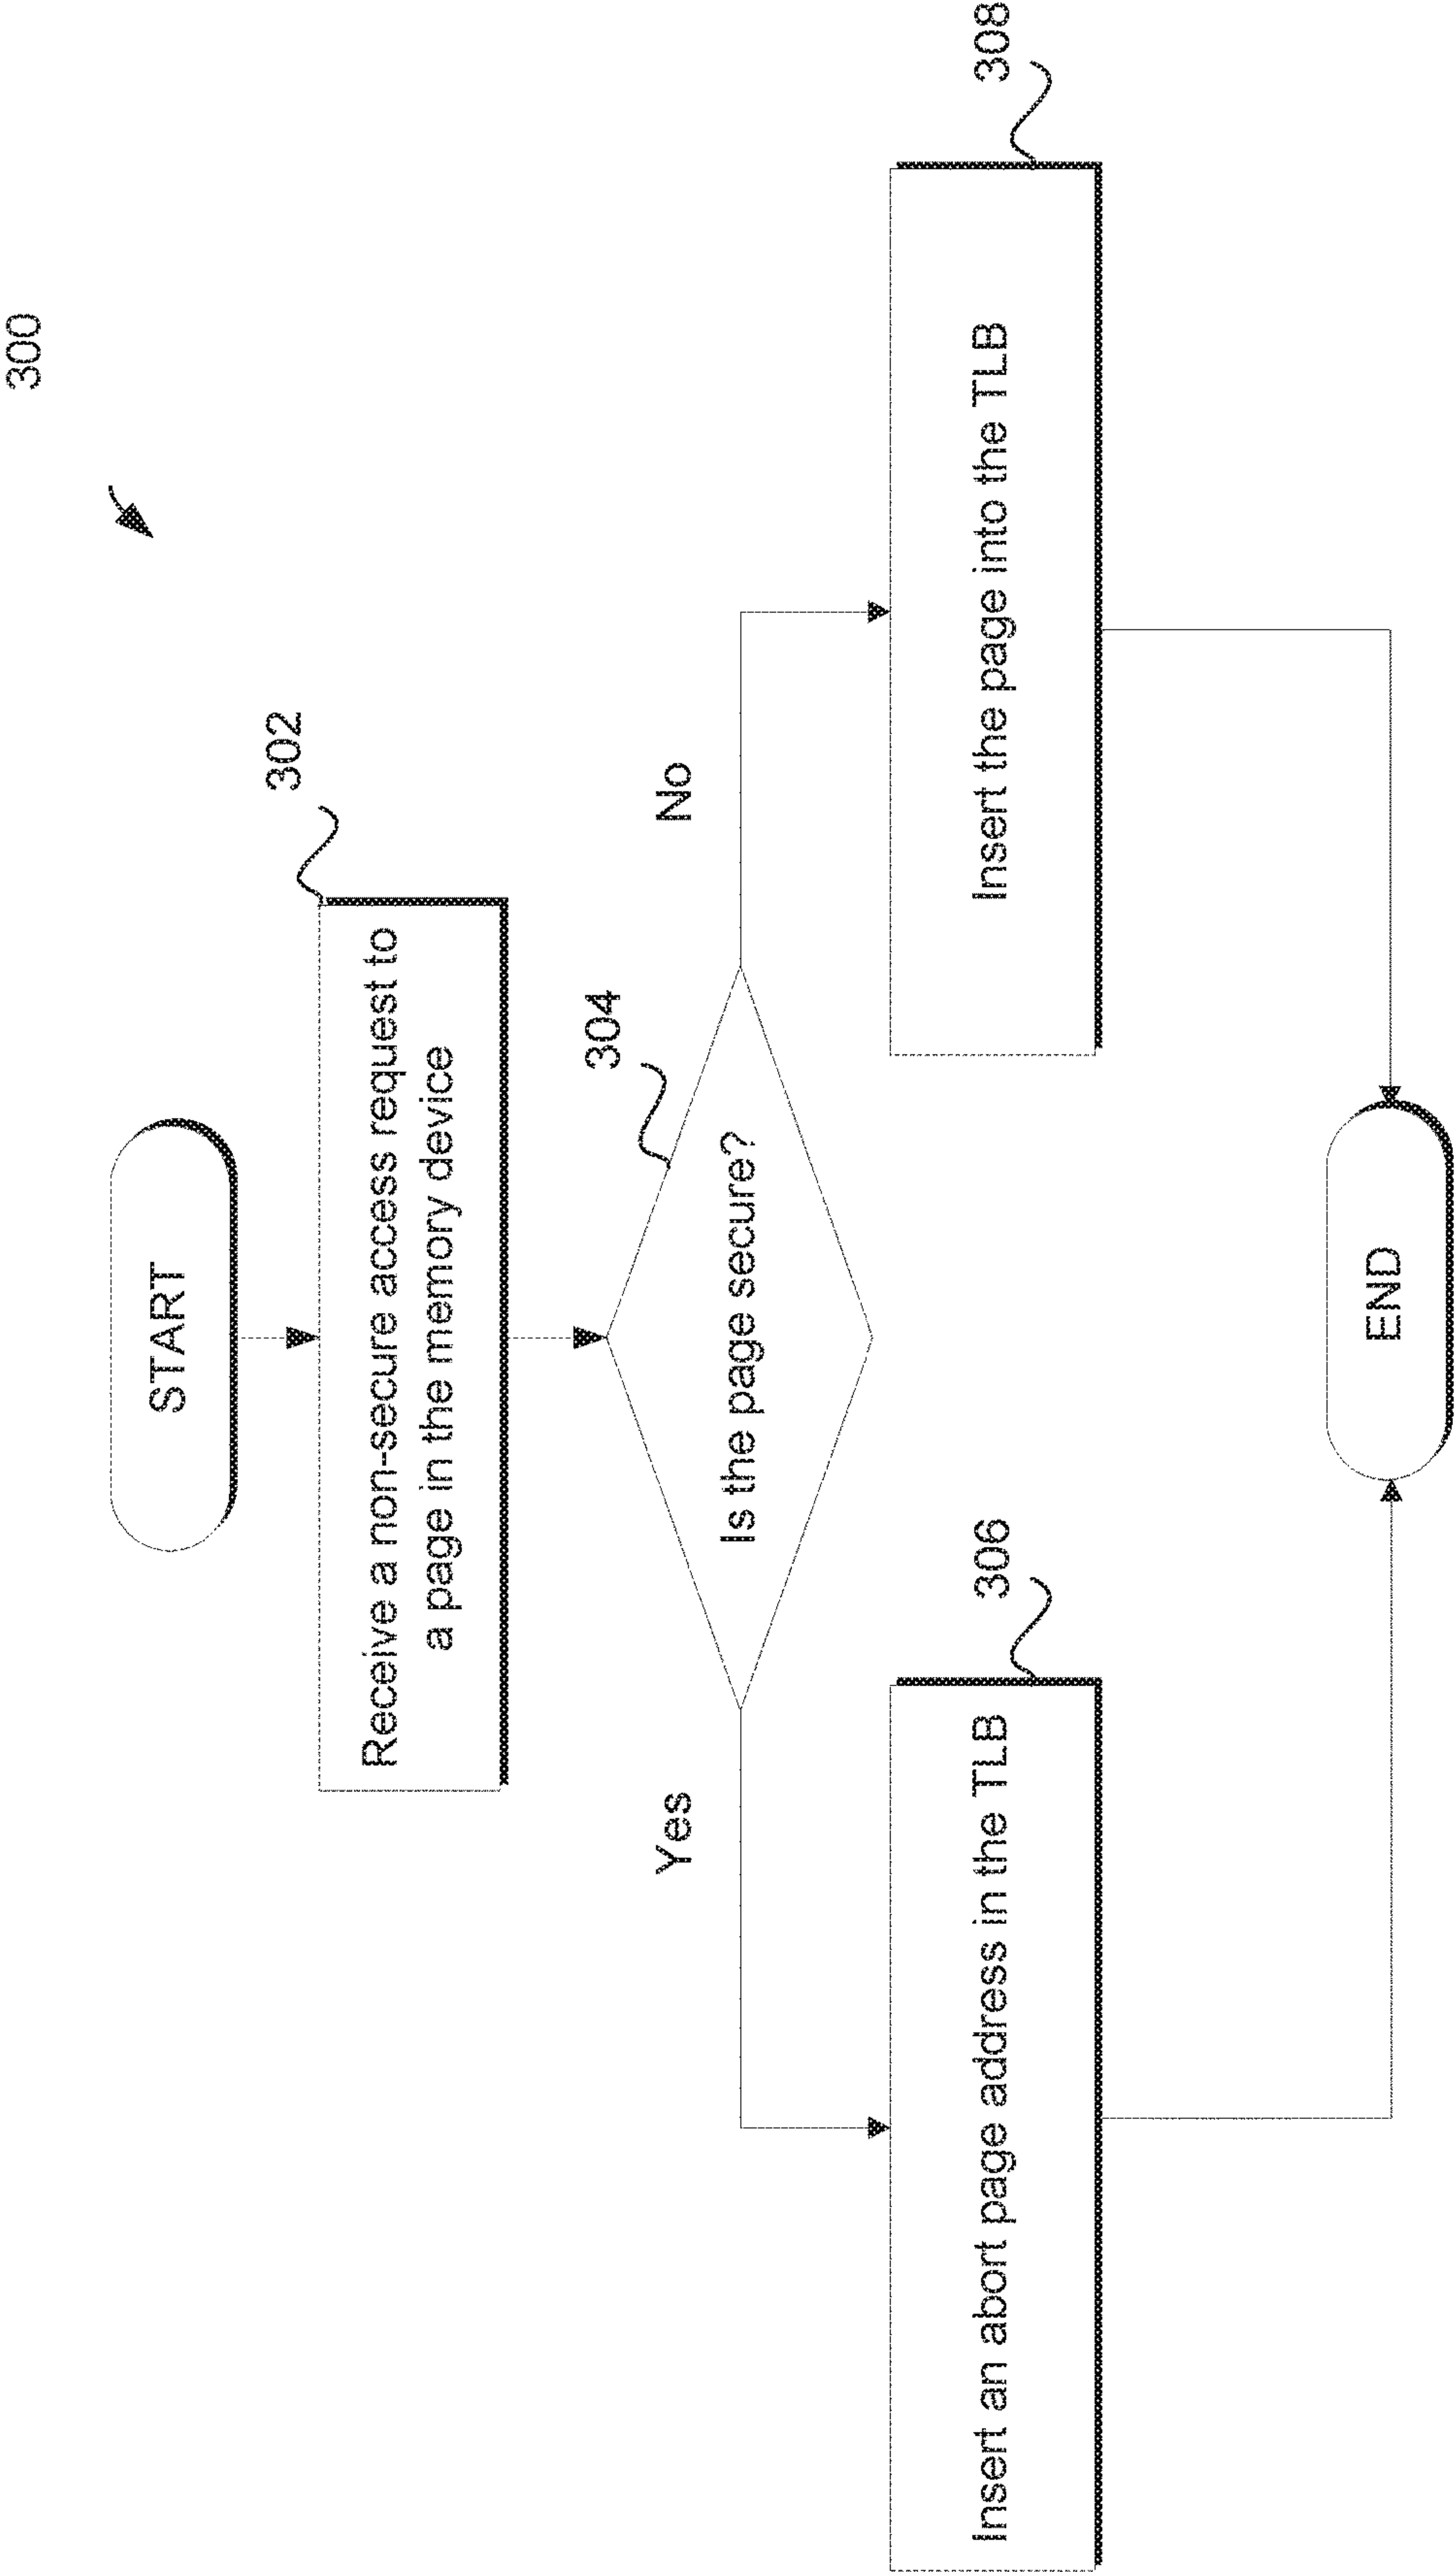 300
START
302
Receive a non-secure access request to
a page in the memory device
304
Is the page secure?
Yes
No
306
Insert an abort page address in the TLB
308
Insert the page into the TLB
END